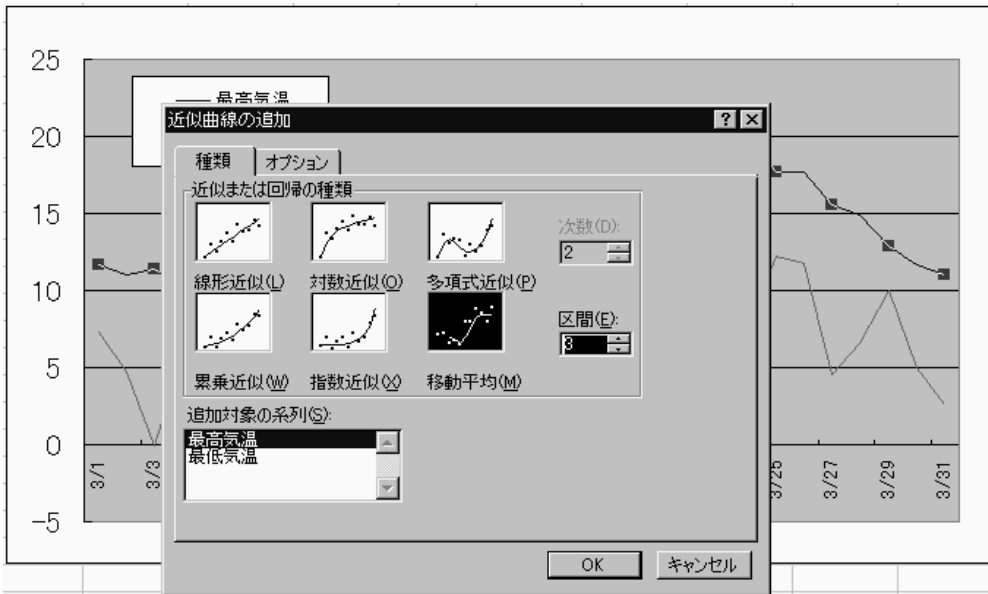 25
20
15
10
5
0
-5
最高気温
近似曲線の追加
種類
オプション
近似または回帰の種類
線形近似(L)
対数近似(O)
多項式近似(P)
次数(D):
2
累乗近似(W)
指数近似(X)
移動平均(M)
区間(E):
3
追加対象の系列(S):
最高気温
最低気温
OK
キャンセル
3/1
3/3
3/25
3/27
3/29
3/31